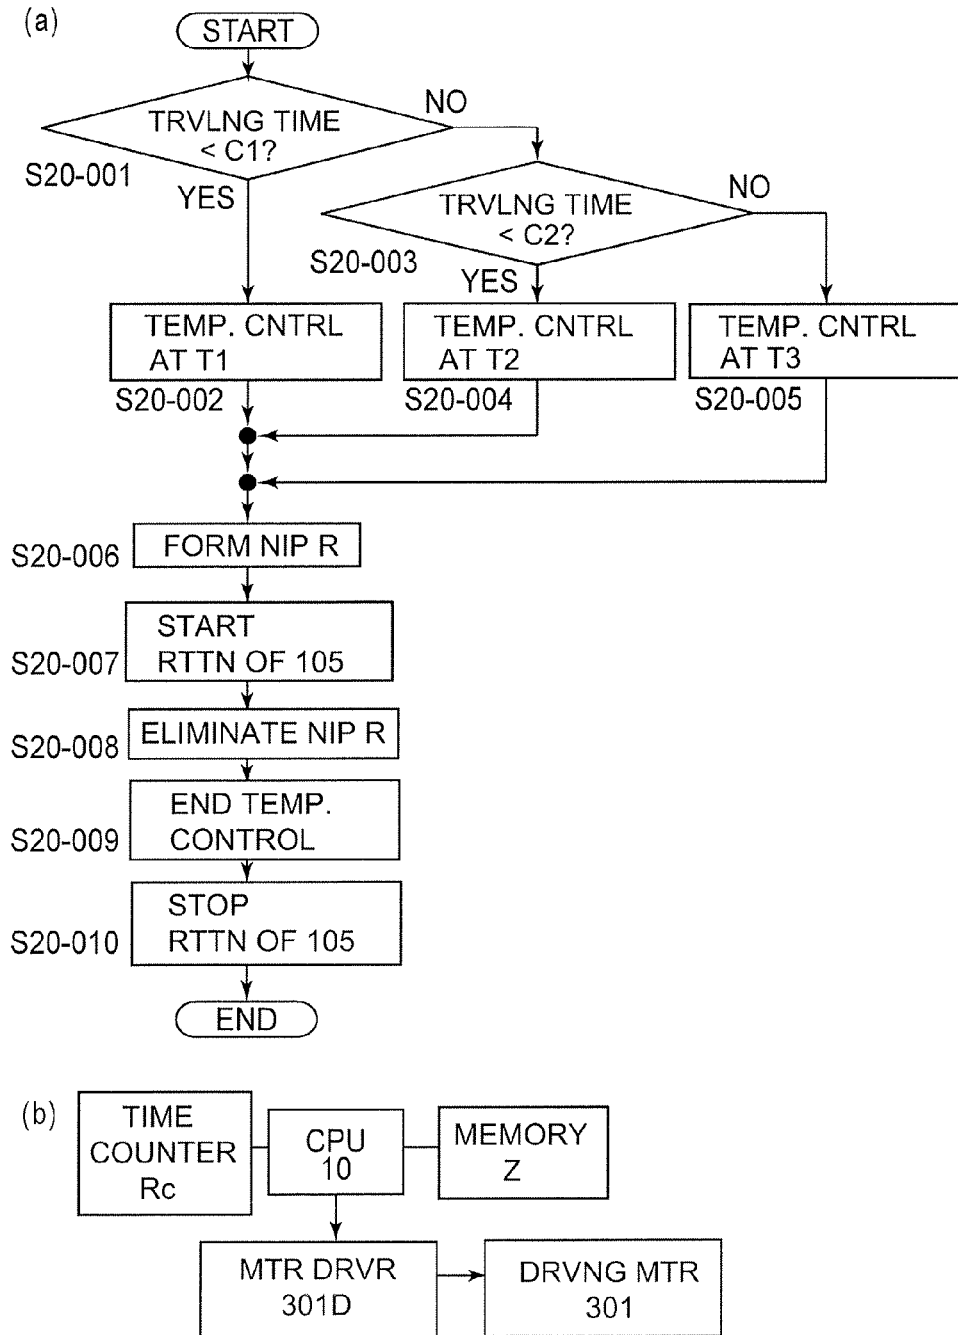 (a)
START
TRVLNG TIME
< C1?
NO
S20-001
YES
TRVLNG TIME
< C2?
NO
S20-003
YES
TEMP. CNTRL
AT T1
TEMP. CNTRL
AT T2
TEMP. CNTRL
AT T3
S20-002
S20-004
S20-005
FORM NIP R
S20-006
START
RTTN OF 105
S20-007
ELIMINATE NIP R
S20-008
END TEMP.
CONTROL
S20-009
STOP
RTTN OF 105
S20-010
END
(b)
TIME
COUNTER
Rc
CPU
10
MEMORY
Z
MTR DRVR
301D
DRVNG MTR
301